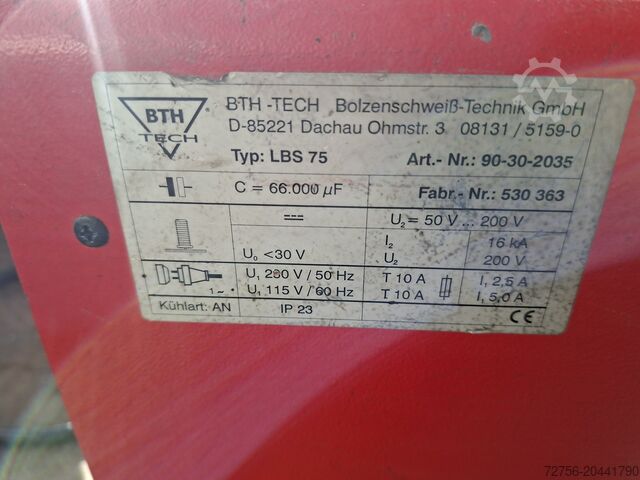 BTH
TECH
BTH-TECH Bolzenschweiß-Technik GmbH
D-85221 Dachau Ohmstr. 3 08131 / 5159-0
Typ: LBS 75 Art.- Nr.: 90-30-2035
C = 66.000 µF Fabr.- Nr.: 530 363
U₂ = 50 V ... 200 V
U₀ <30 V I₂ 16 kA
U₂ 200 V
1~ U₁ 230 V / 50 Hz T 10 A I₁ 2,5 A
U₁ 115 V / 60 Hz T 10 A I₁ 5,0 A
Kühlart: AN IP 23 CE
72756-20441790